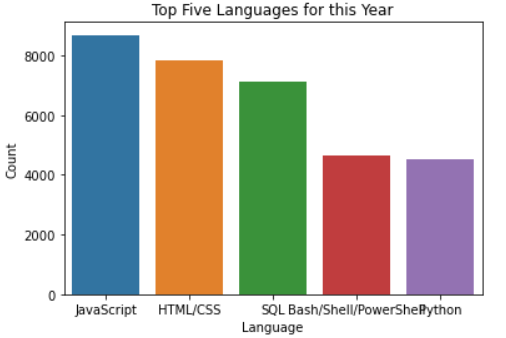 Top Five Languages for this Year
8000
6000
4000
2000
0
Count
JavaScript HTML/CSS SQL Bash/Shell/PowerShell Python
Language